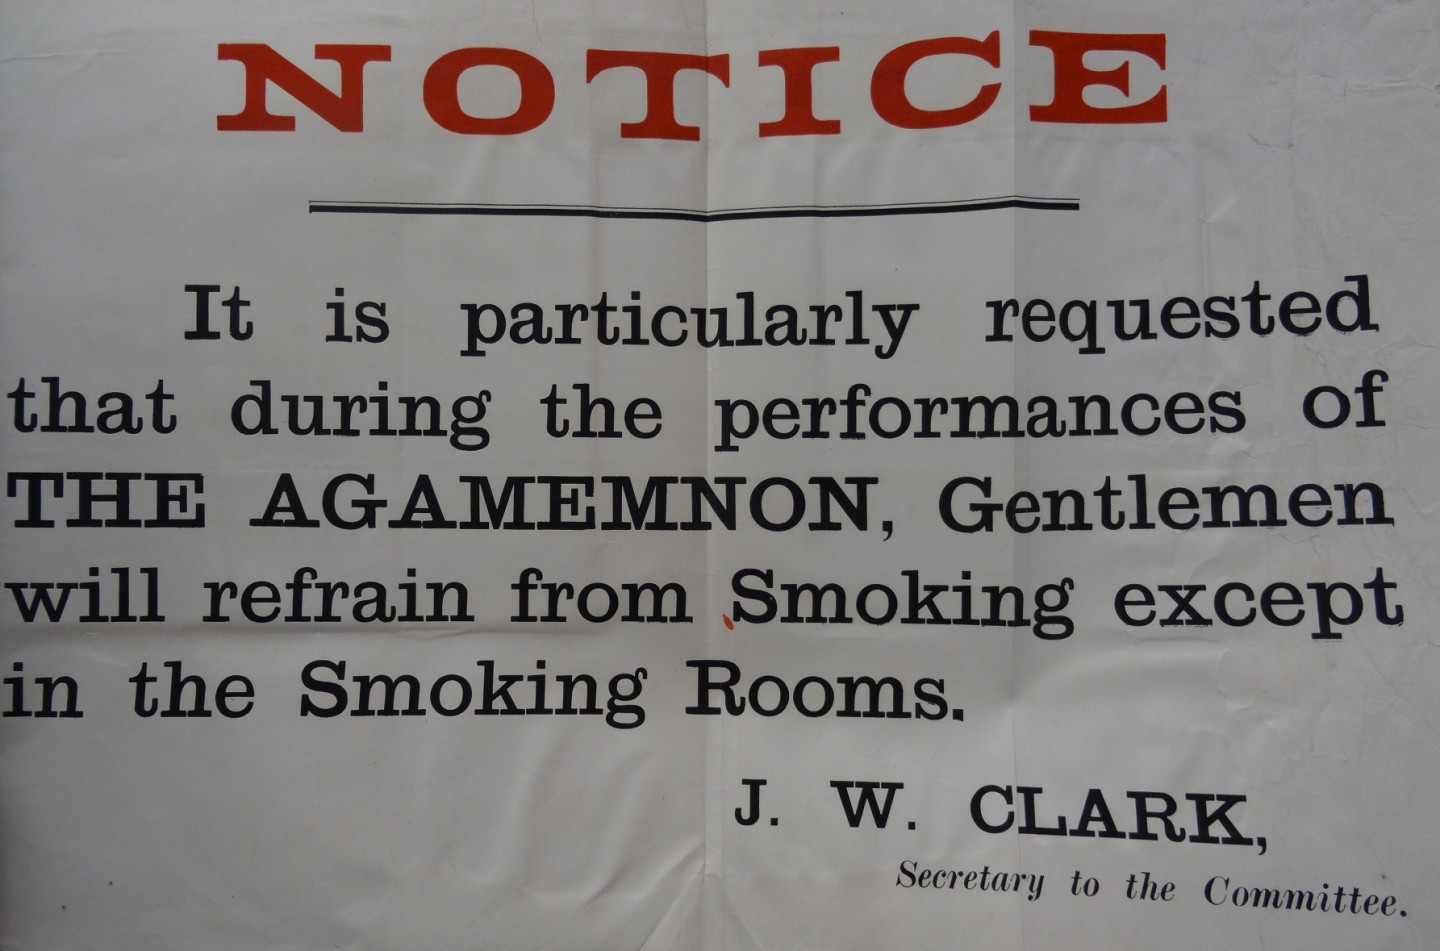 NOTICE
It is particularly requested
that during the performances of
THE AGAMEMNON, Gentlemen
will refrain from Smoking except
in the Smoking Rooms.
J. W. CLARK,
Secretary to the Committee.